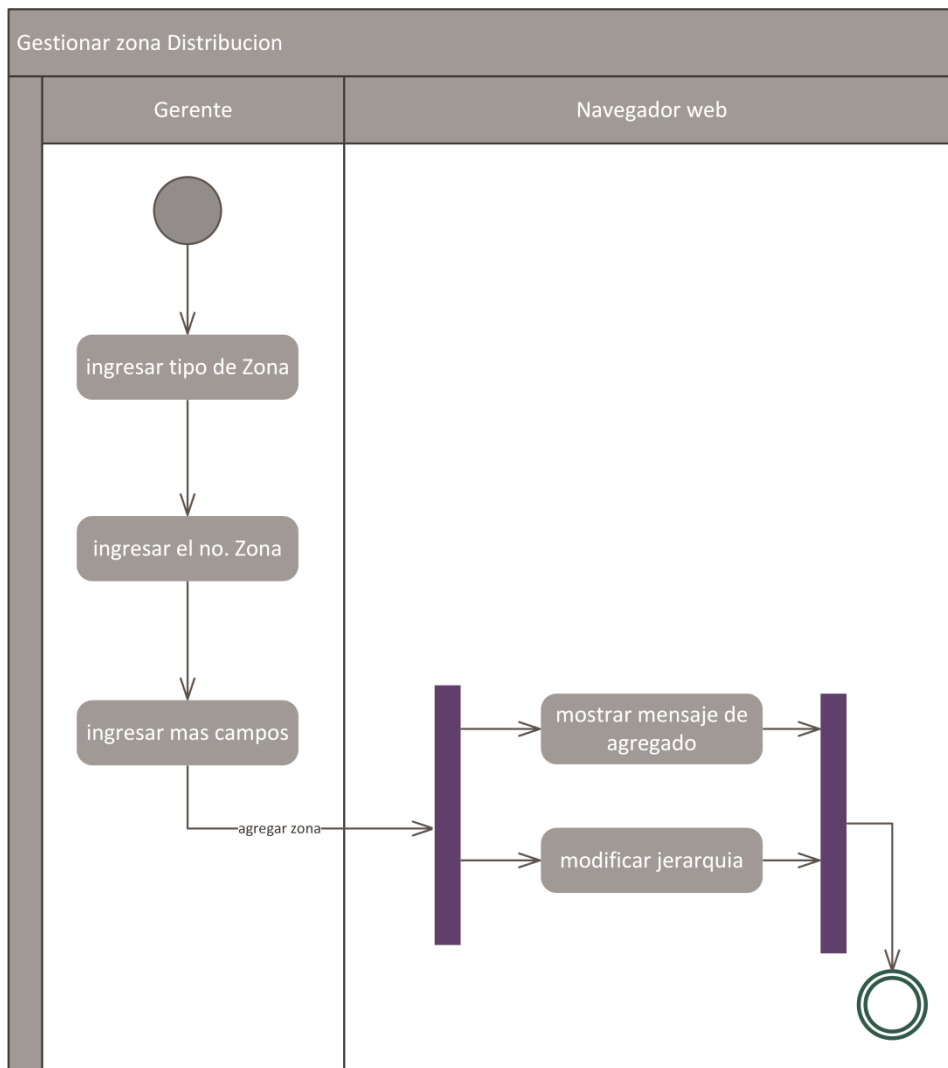 Gestionar zona Distribucion
Gerente
Navegador web
ingresar tipo de Zona
ingresar el no. Zona
ingresar mas campos
agregar zona
mostrar mensaje de
agregado
modificar jerarquia